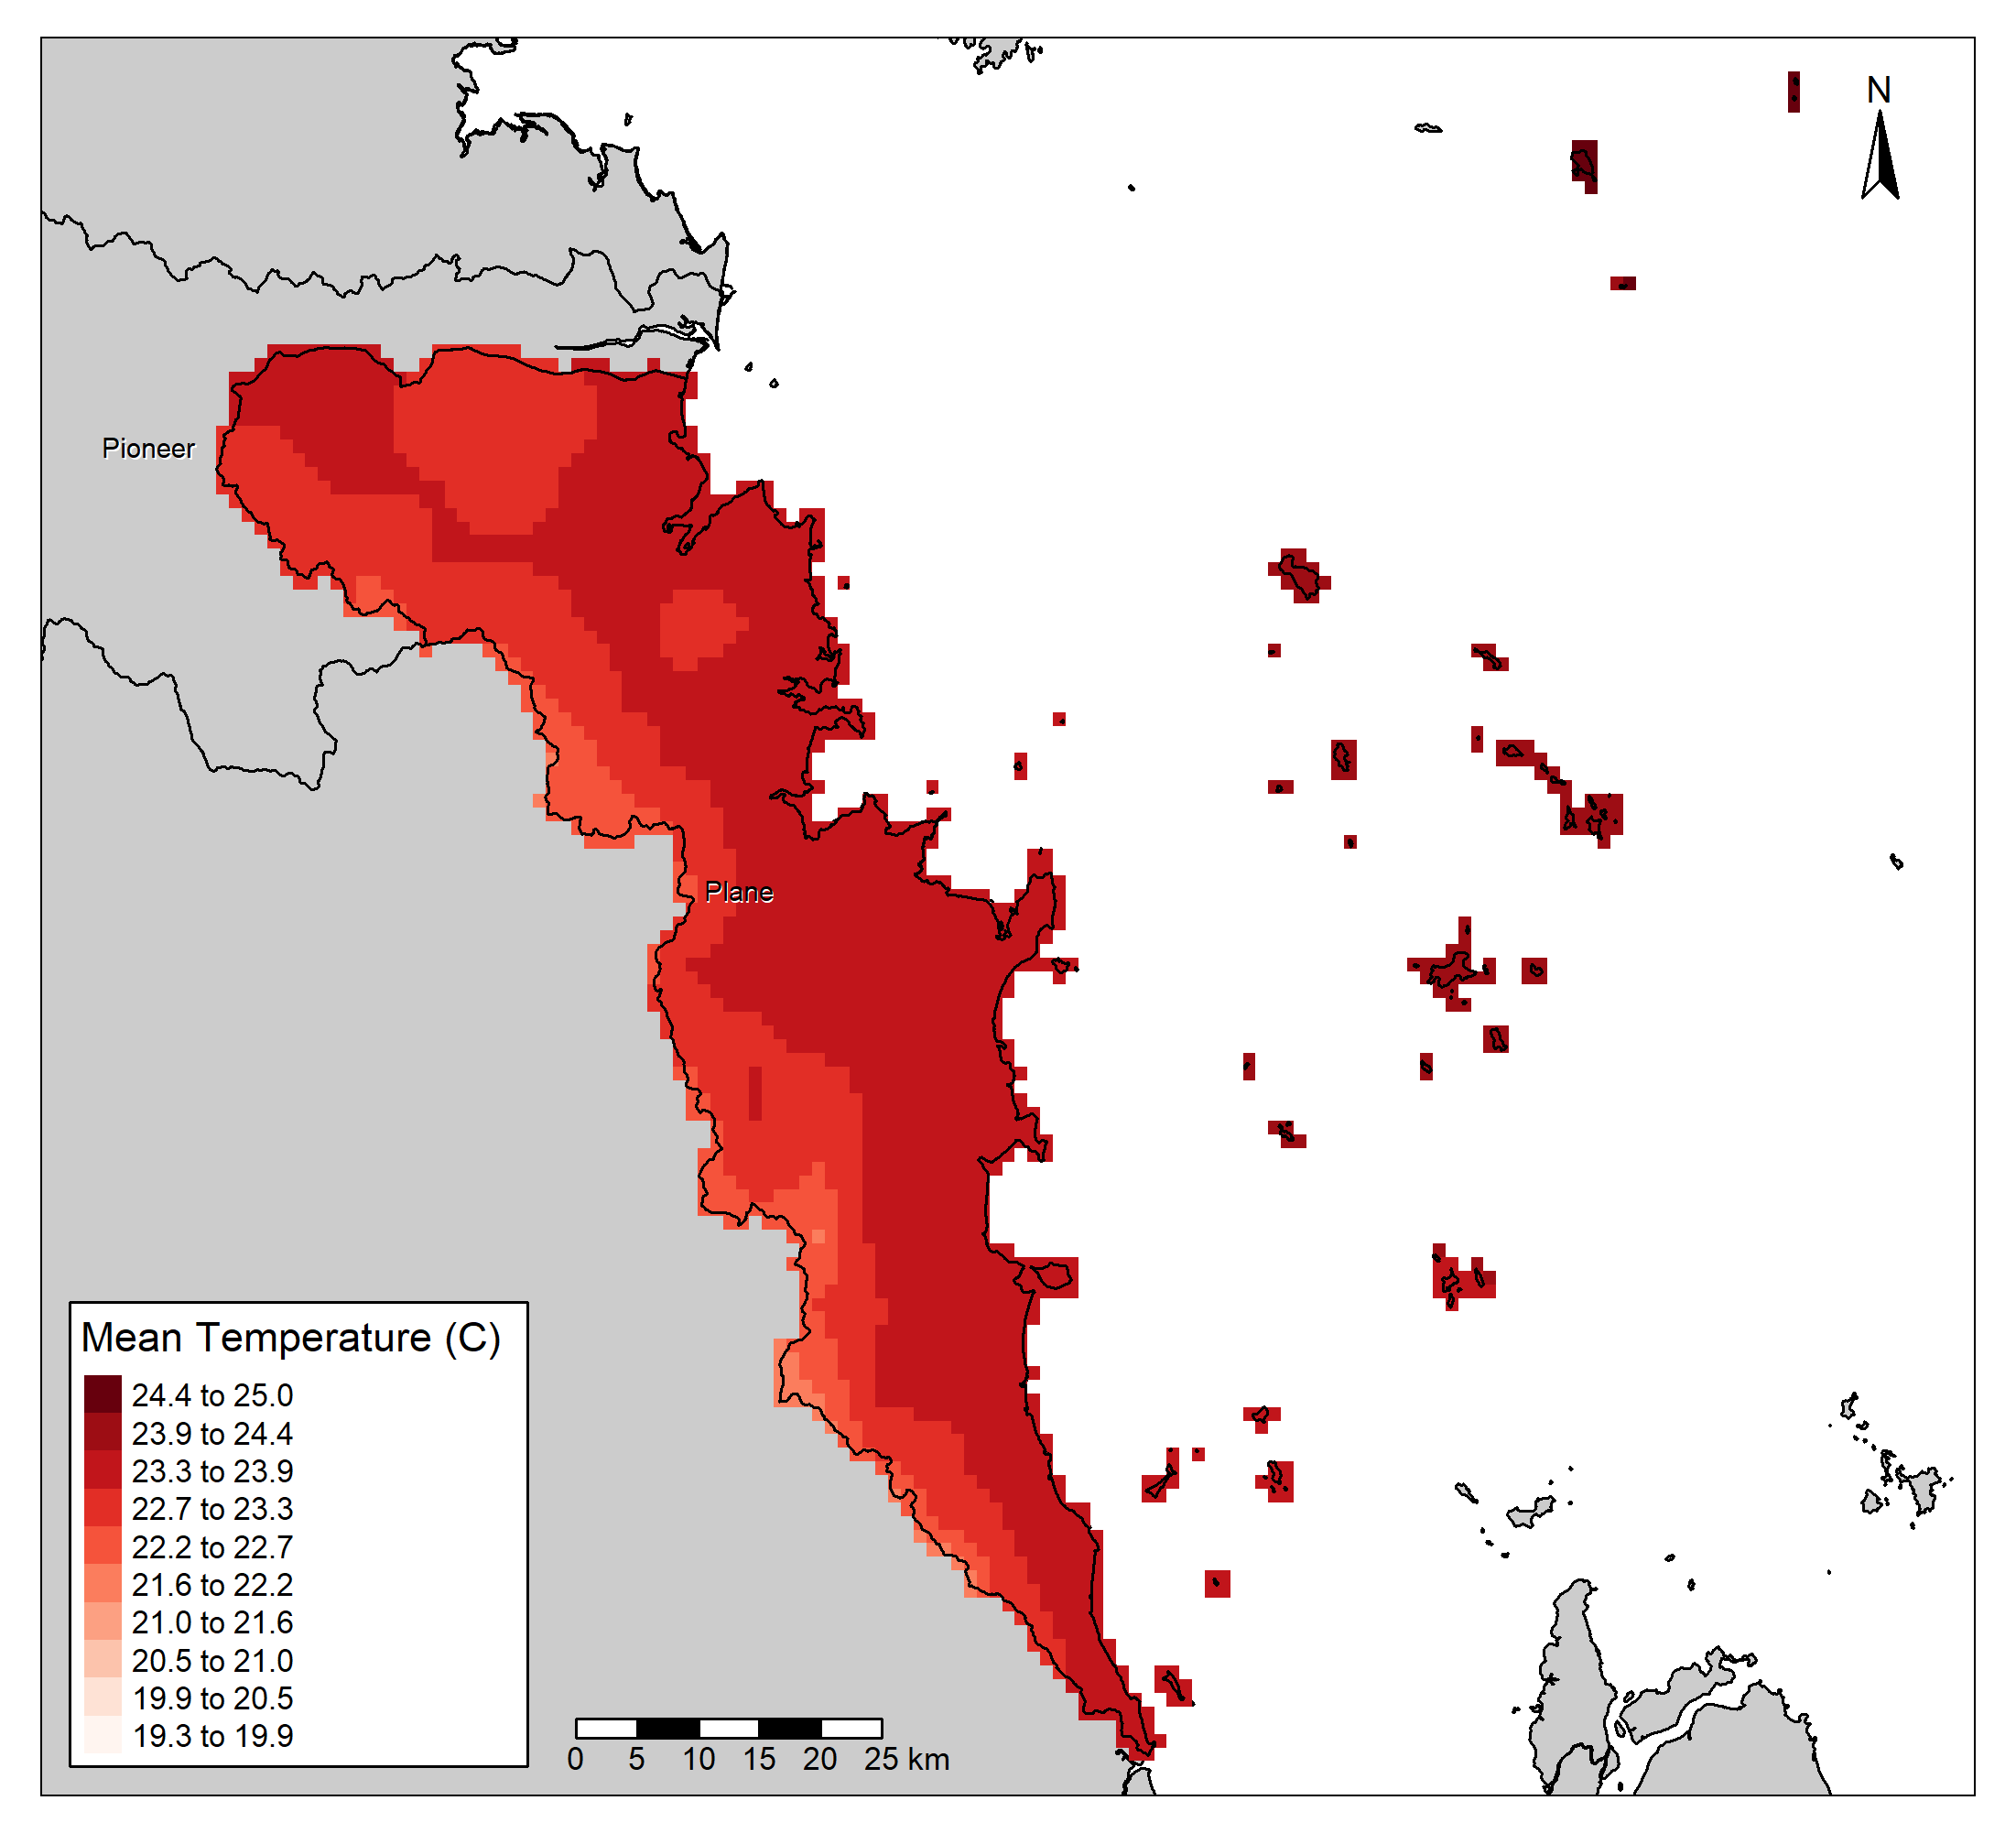 N
Pioneer
Plane
Mean Temperature (C)
24.4 to 25.0
23.9 to 24.4
23.3 to 23.9
22.7 to 23.3
22.2 to 22.7
21.6 to 22.2
21.0 to 21.6
20.5 to 21.0
19.9 to 20.5
19.3 to 19.9
0 5 10 15 20 25 km